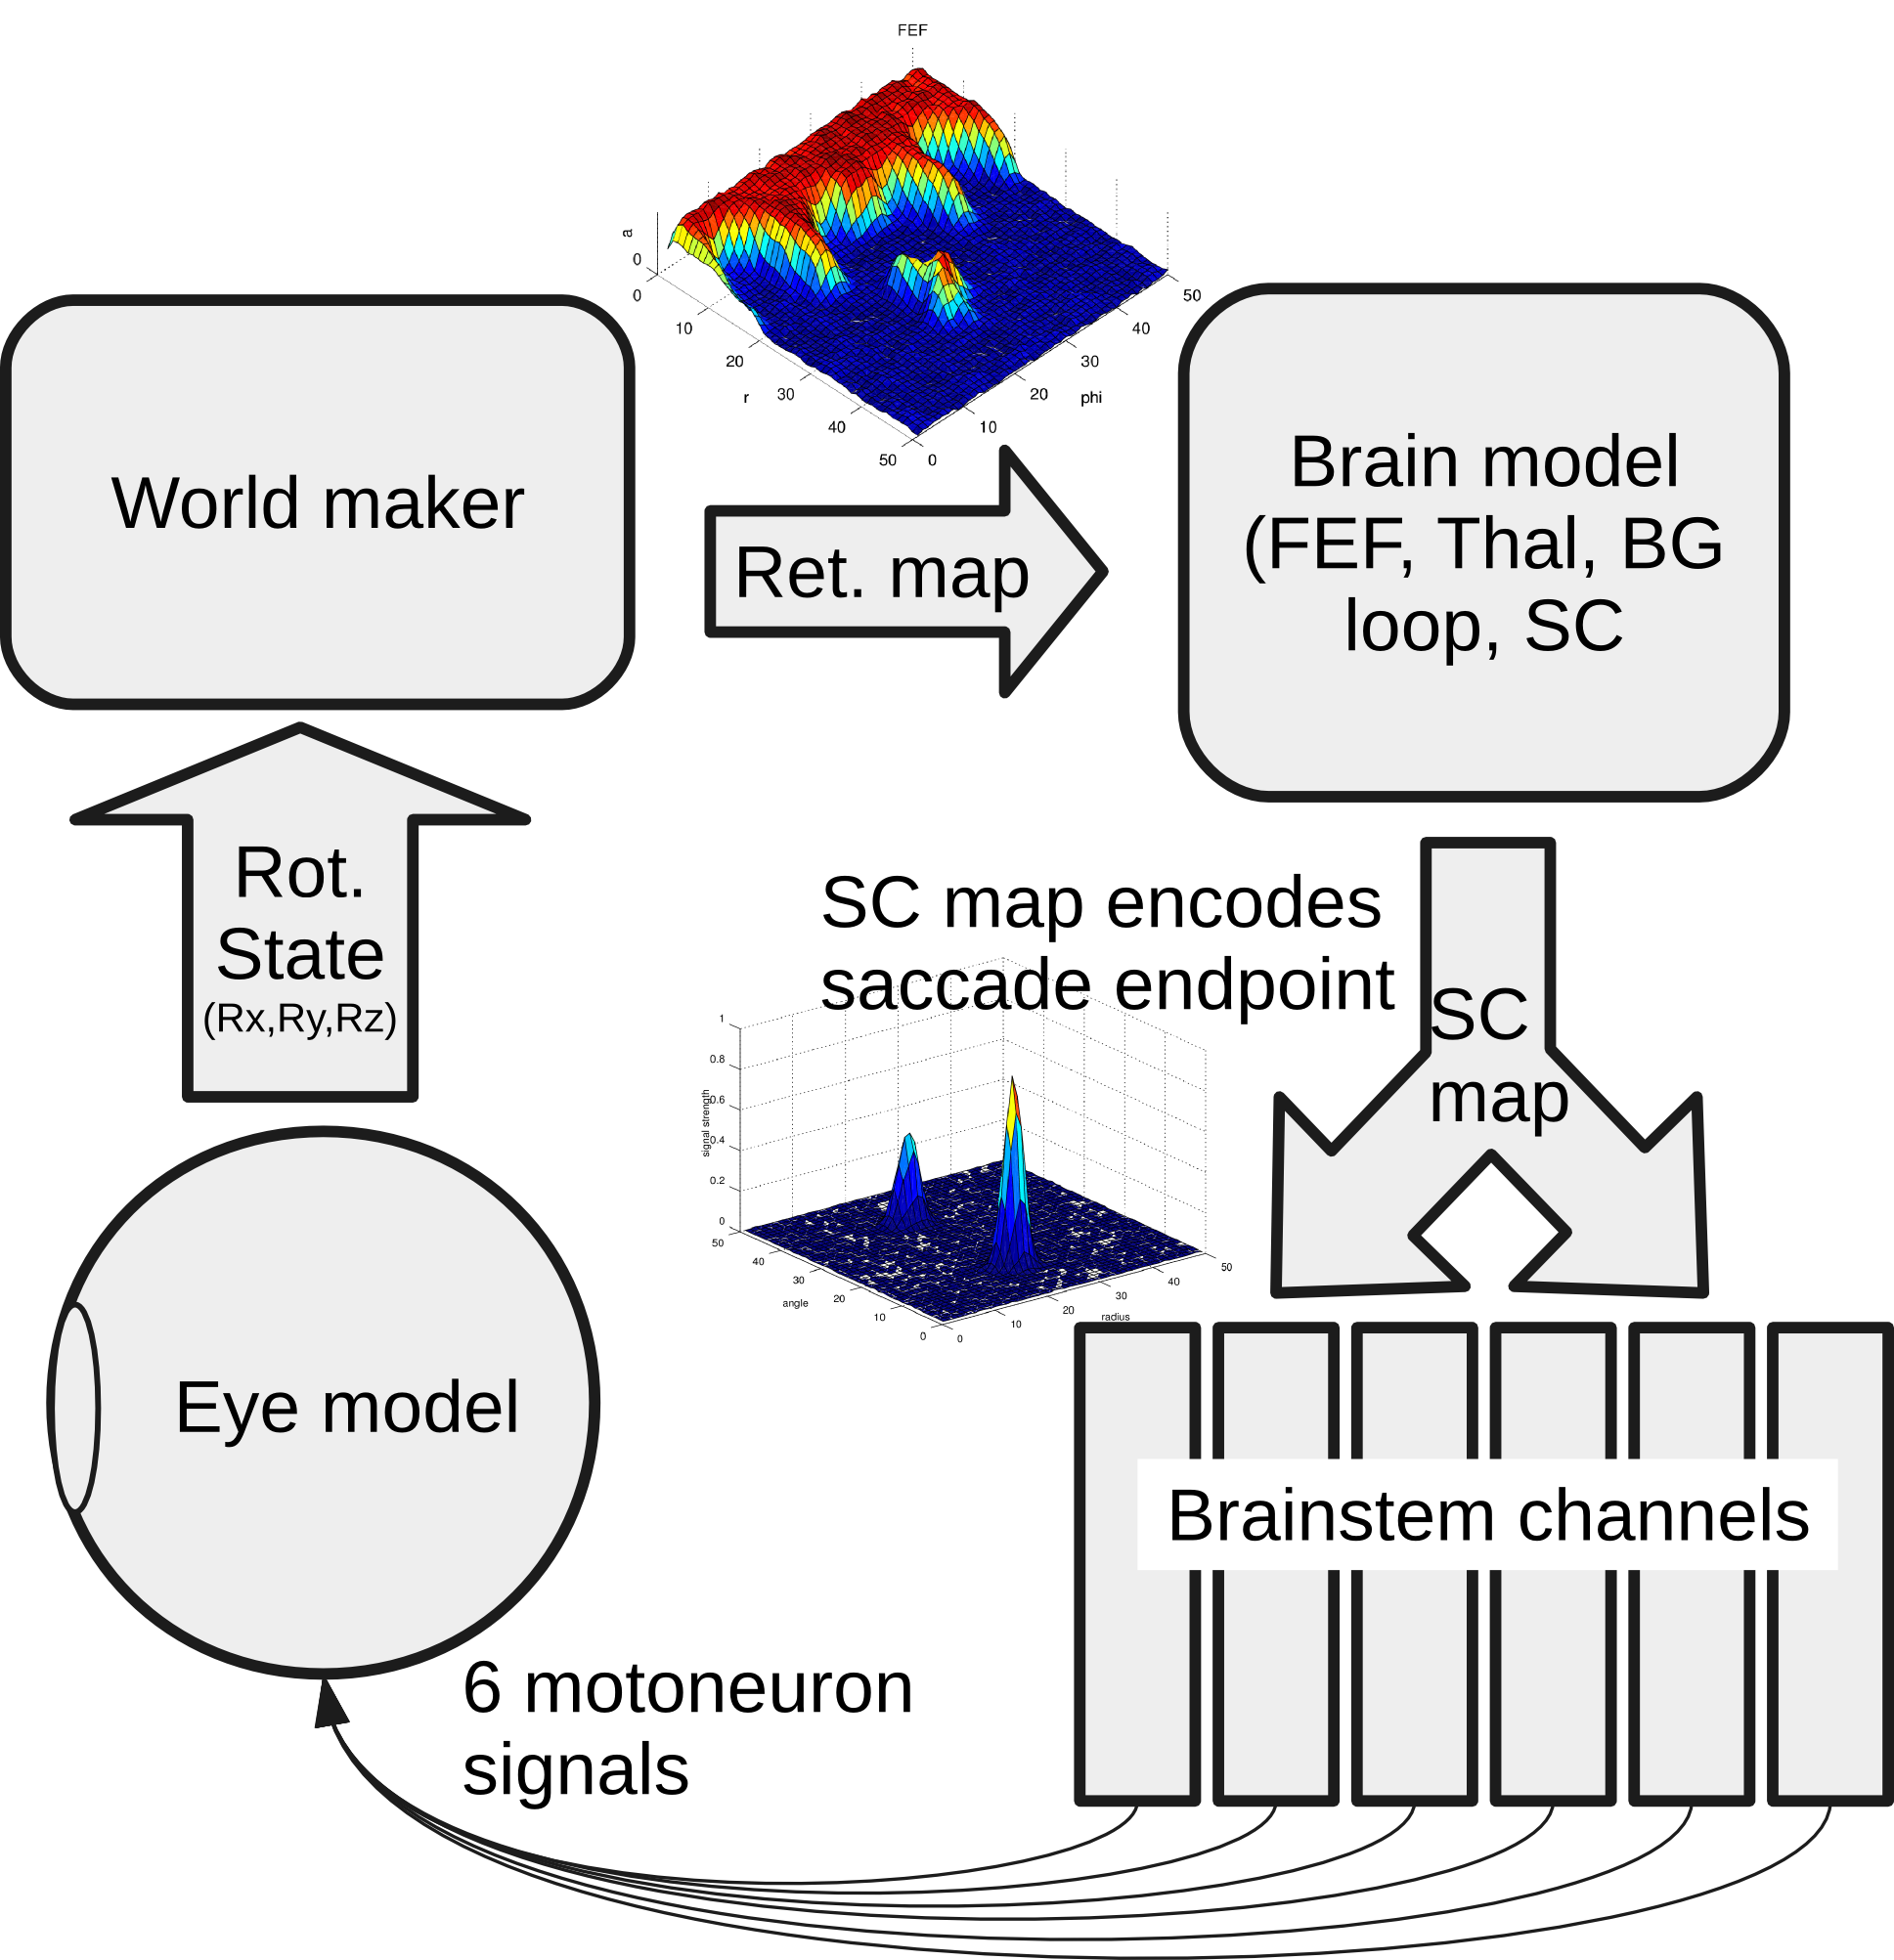 FEF
a
0
0
10
20
30
40
50
r
0
10
20
30
40
50
phi
World maker
Ret. map
Brain model
(FEF, Thal, BG
loop, SC
Rot.
State
(Rx,Ry,Rz)
SC map encodes
saccade endpoint
SC
map
1
0.8
0.6
0.4
0.2
0
signal strength
50
40
30
20
10
0
angle
0
10
20
30
40
50
radius
Eye model
Brainstem channels
6 motoneuron
signals